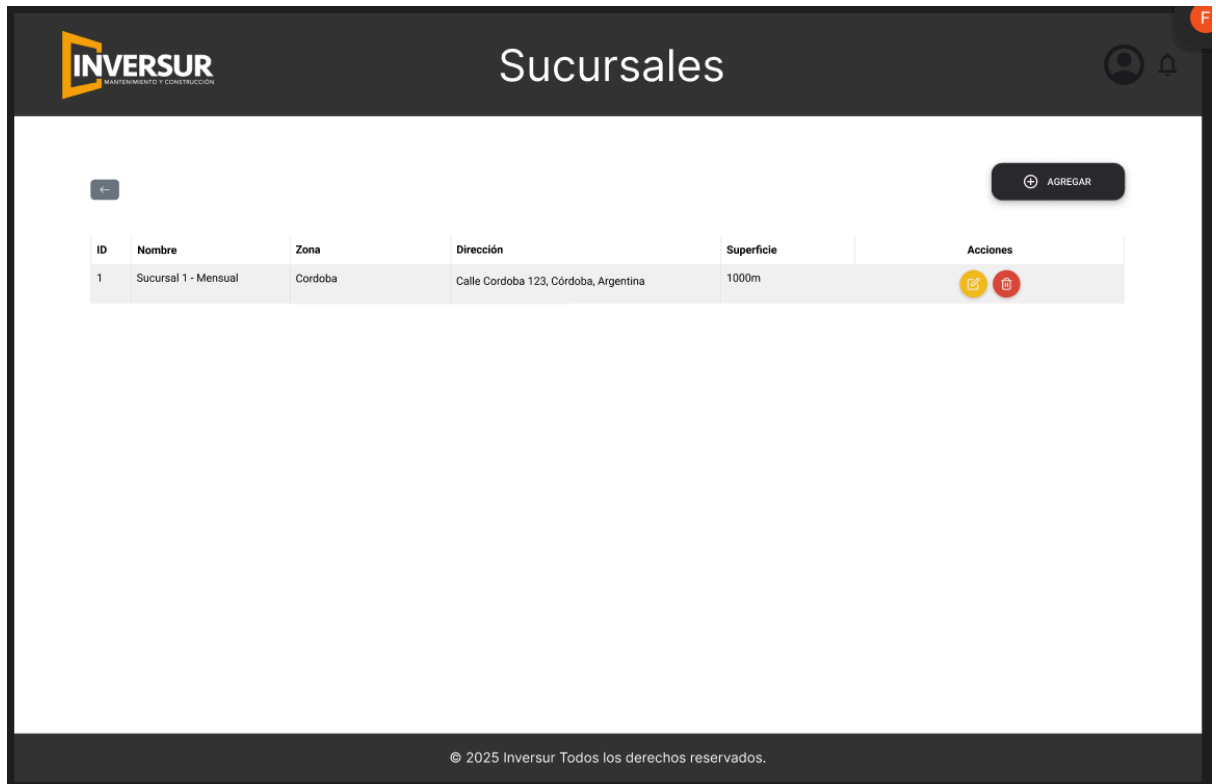 F
INVERSUR
MANTENIMIENTO Y CONSTRUCCIÓN
Sucursales
AGREGAR
ID Nombre Zona Dirección Superficie Acciones
1 Sucursal 1 - Mensual Cordoba Calle Cordoba 123, Córdoba, Argentina 1000m
© 2025 Inversur Todos los derechos reservados.